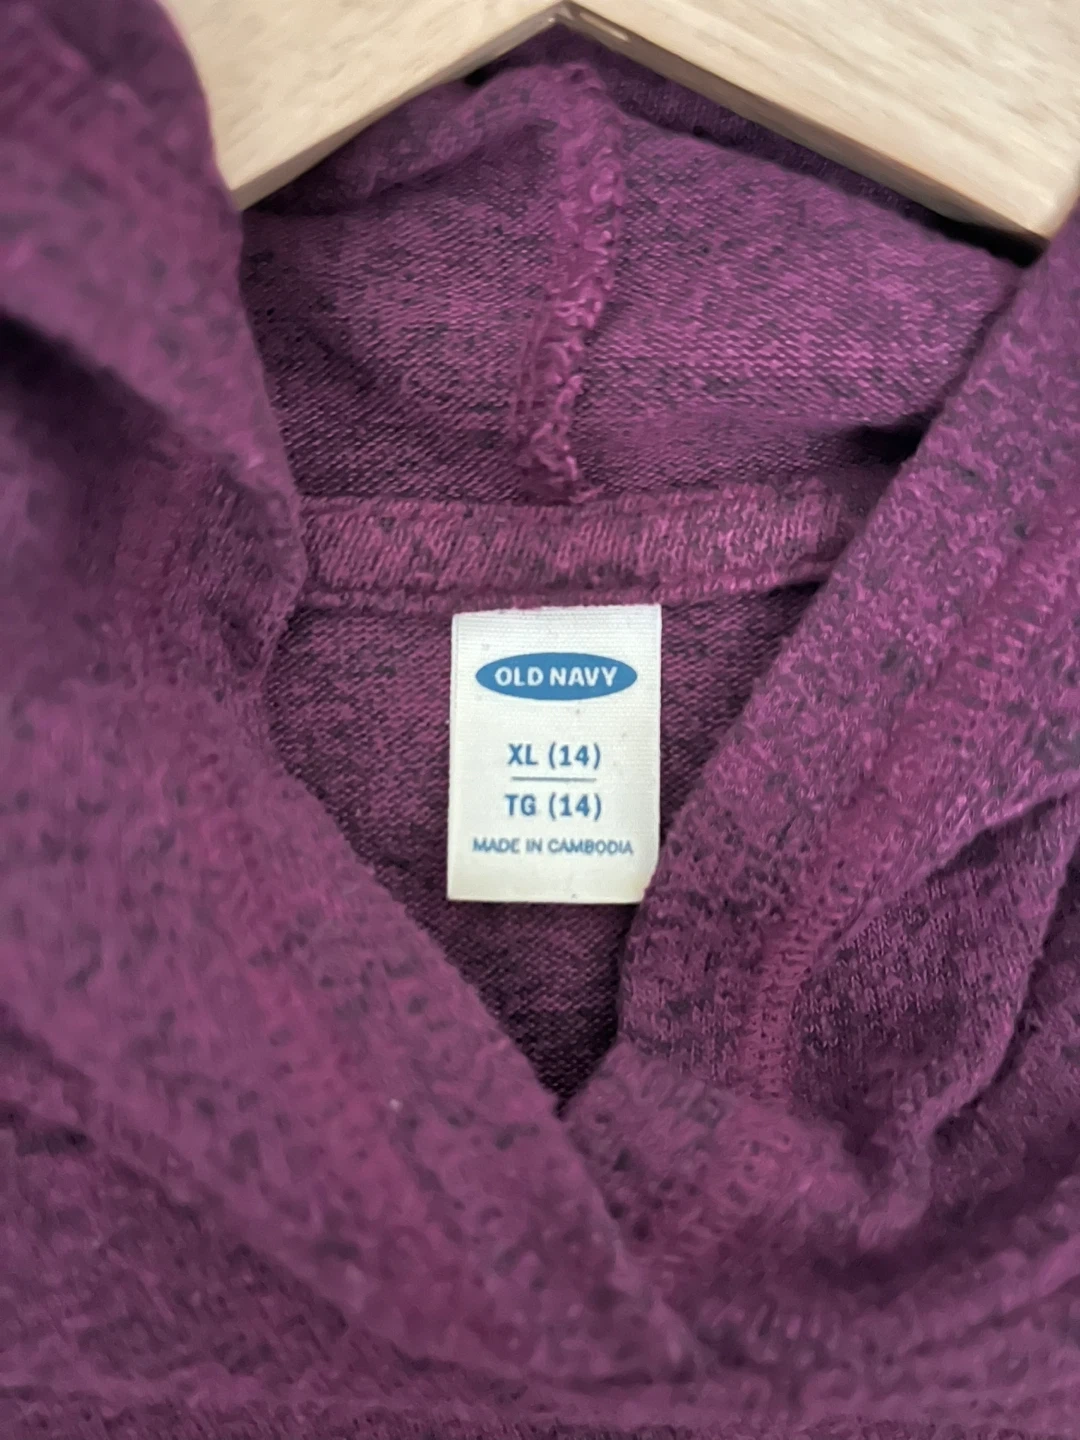 OLD NAVY
XL (14)
TG (14)
MADE IN CAMBODIA